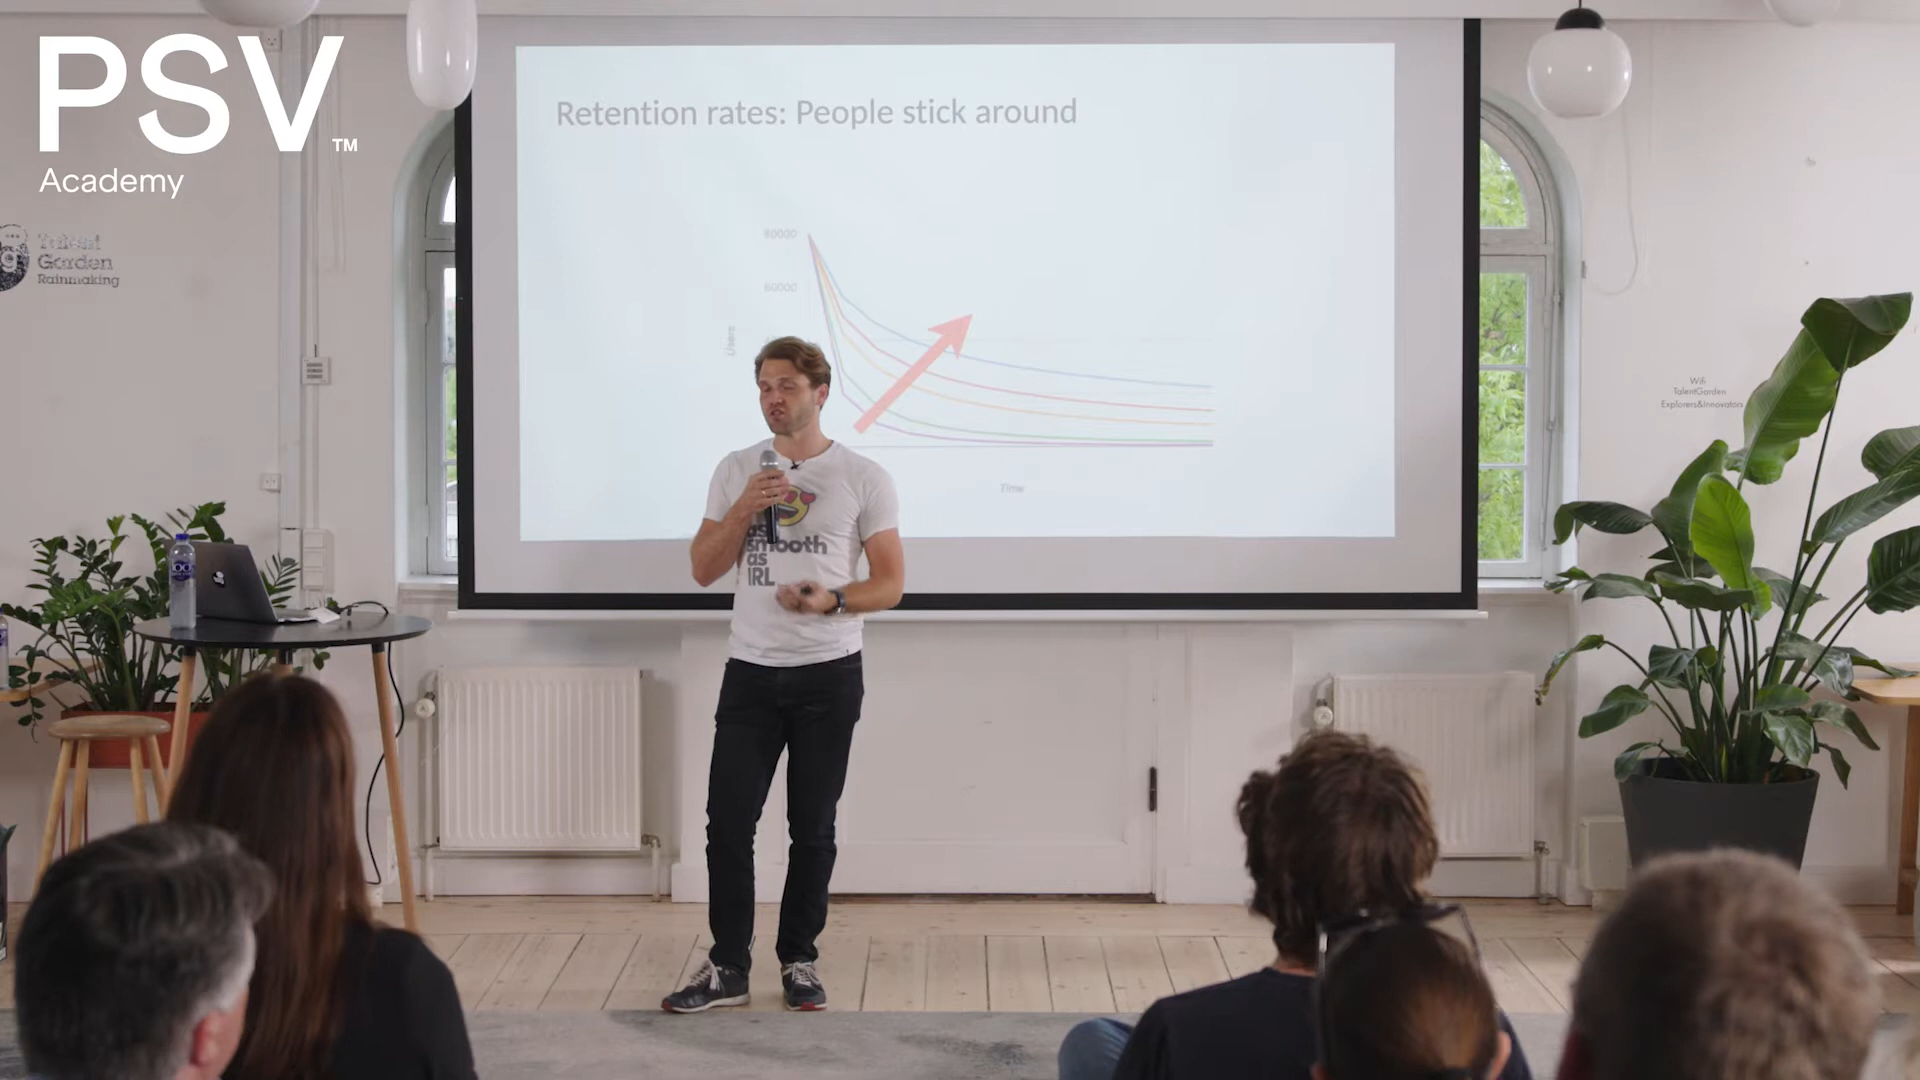 PSV
TM
Academy
Talent
Garden
Rainmaking
Retention rates: People stick around
80000
60000
Users
Time
as
smooth
as
IRL
Wifi
TalentGarden
Explorers&Innovators